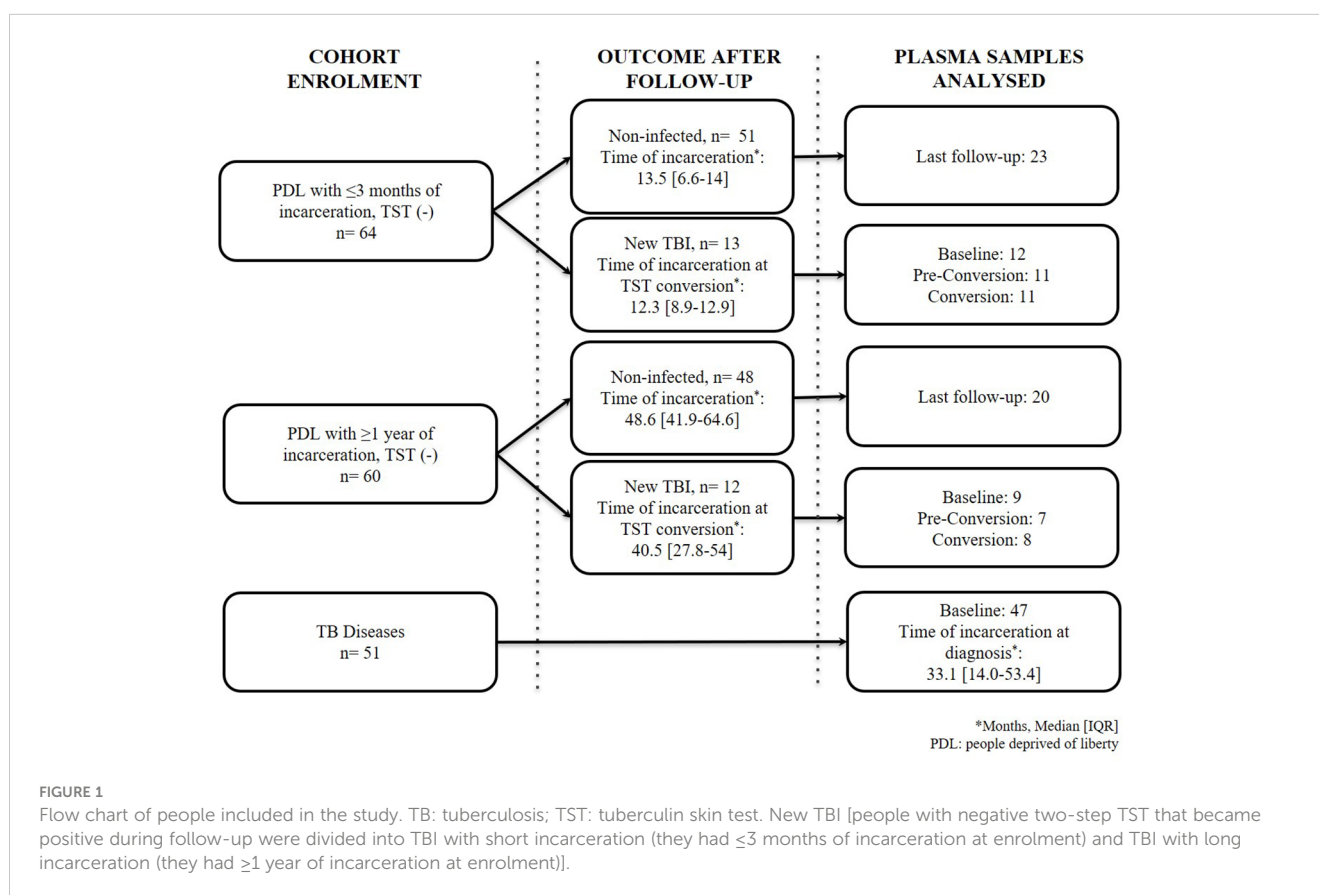 COHORT
ENROLMENT
OUTCOME AFTER
FOLLOW-UP
PLASMA SAMPLES
ANALYSED
PDL with ≤3 months of
incarceration, TST (-)
n= 64
Non-infected, n= 51
Time of incarceration*:
13.5 [6.6-14]
Last follow-up: 23
New TBI, n= 13
Time of incarceration at
TST conversion*:
12.3 [8.9-12.9]
Baseline: 12
Pre-Conversion: 11
Conversion: 11
PDL with ≥1 year of
incarceration, TST (-)
n= 60
Non-infected, n= 48
Time of incarceration*:
48.6 [41.9-64.6]
Last follow-up: 20
New TBI, n= 12
Time of incarceration at
TST conversion*:
40.5 [27.8-54]
Baseline: 9
Pre-Conversion: 7
Conversion: 8
TB Diseases
n= 51
Baseline: 47
Time of incarceration at
diagnosis*:
33.1 [14.0-53.4]
*Months, Median [IQR]
PDL: people deprived of liberty
FIGURE 1
Flow chart of people included in the study. TB: tuberculosis; TST: tuberculin skin test. New TBI [people with negative two-step TST that became
positive during follow-up were divided into TBI with short incarceration (they had ≤3 months of incarceration at enrolment) and TBI with long
incarceration (they had ≥1 year of incarceration at enrolment)].